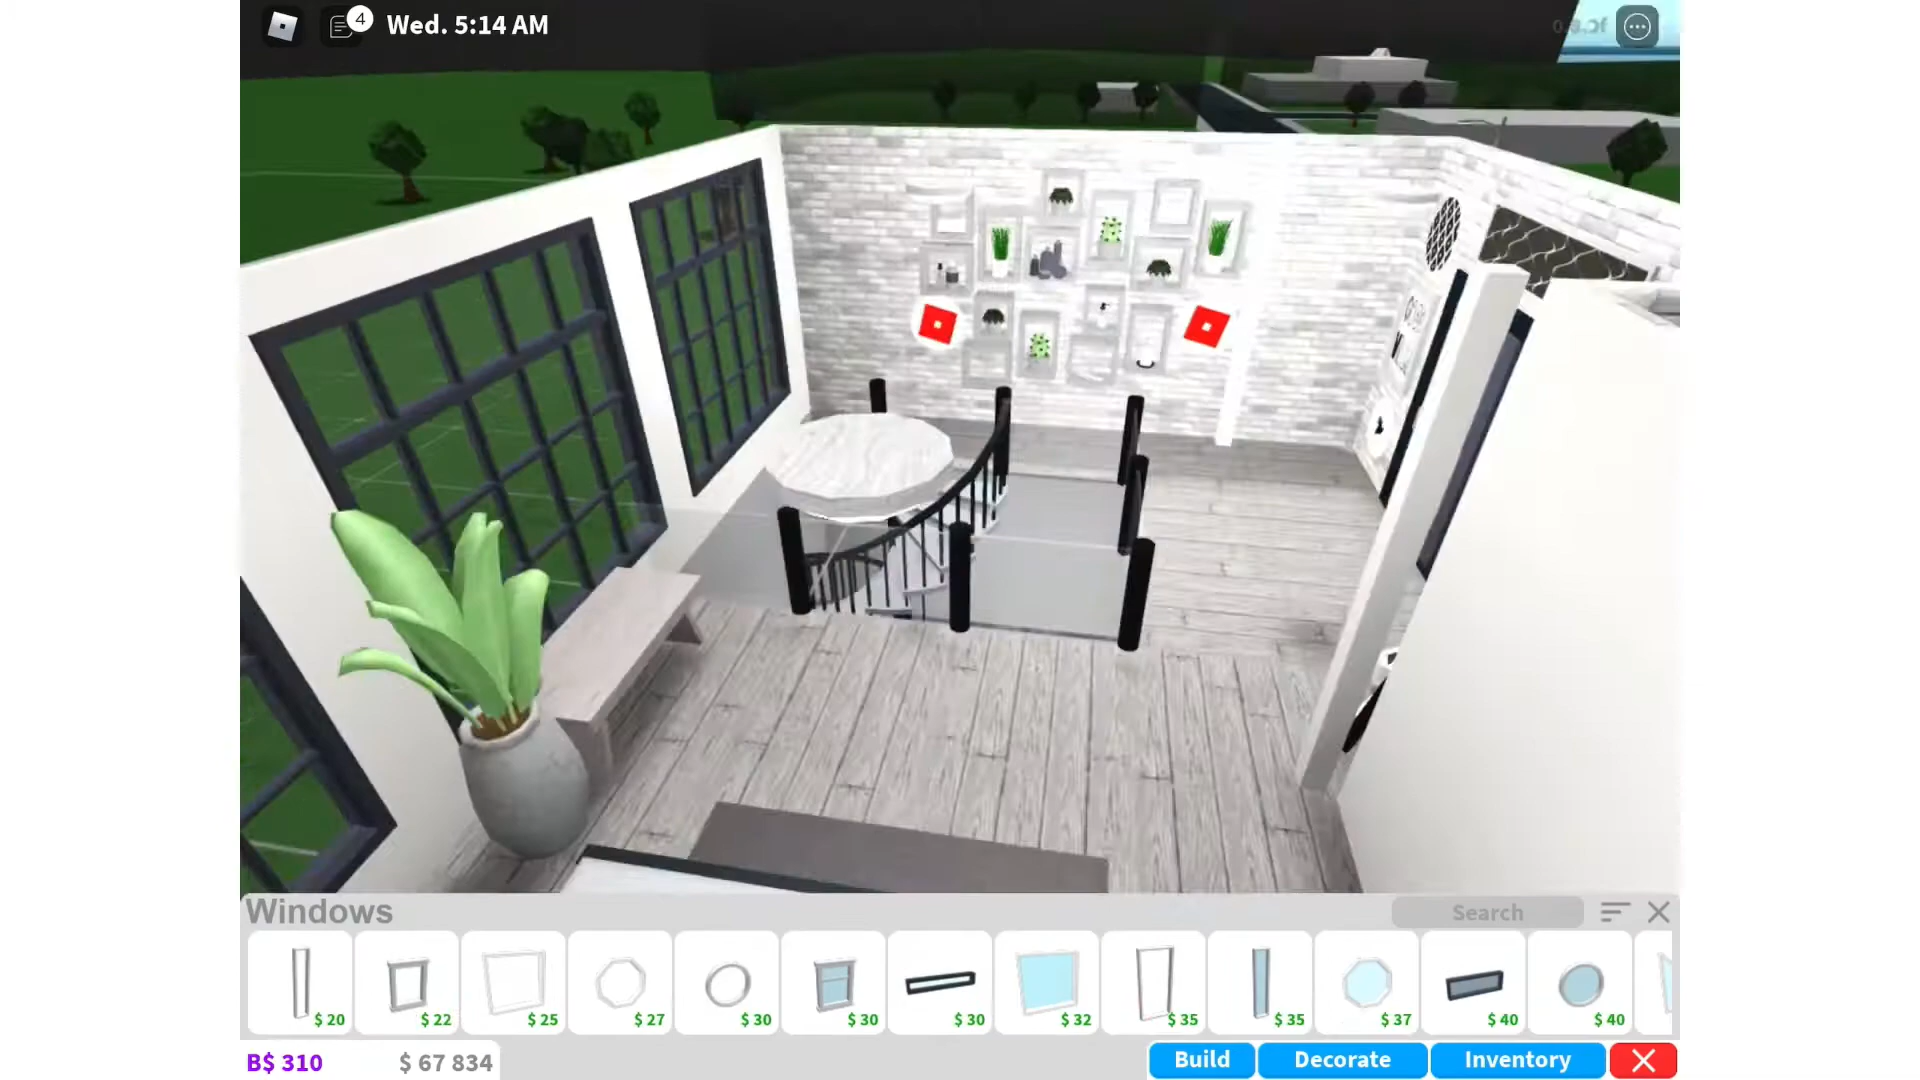 4
Wed. 5:14 AM
Windows
Search
$ 20
$ 22
$ 25
$ 27
$ 30
$ 30
$ 30
$ 32
$ 35
$ 35
$ 37
$ 40
$ 40
B$ 310
$ 67 834
Build
Decorate
Inventory